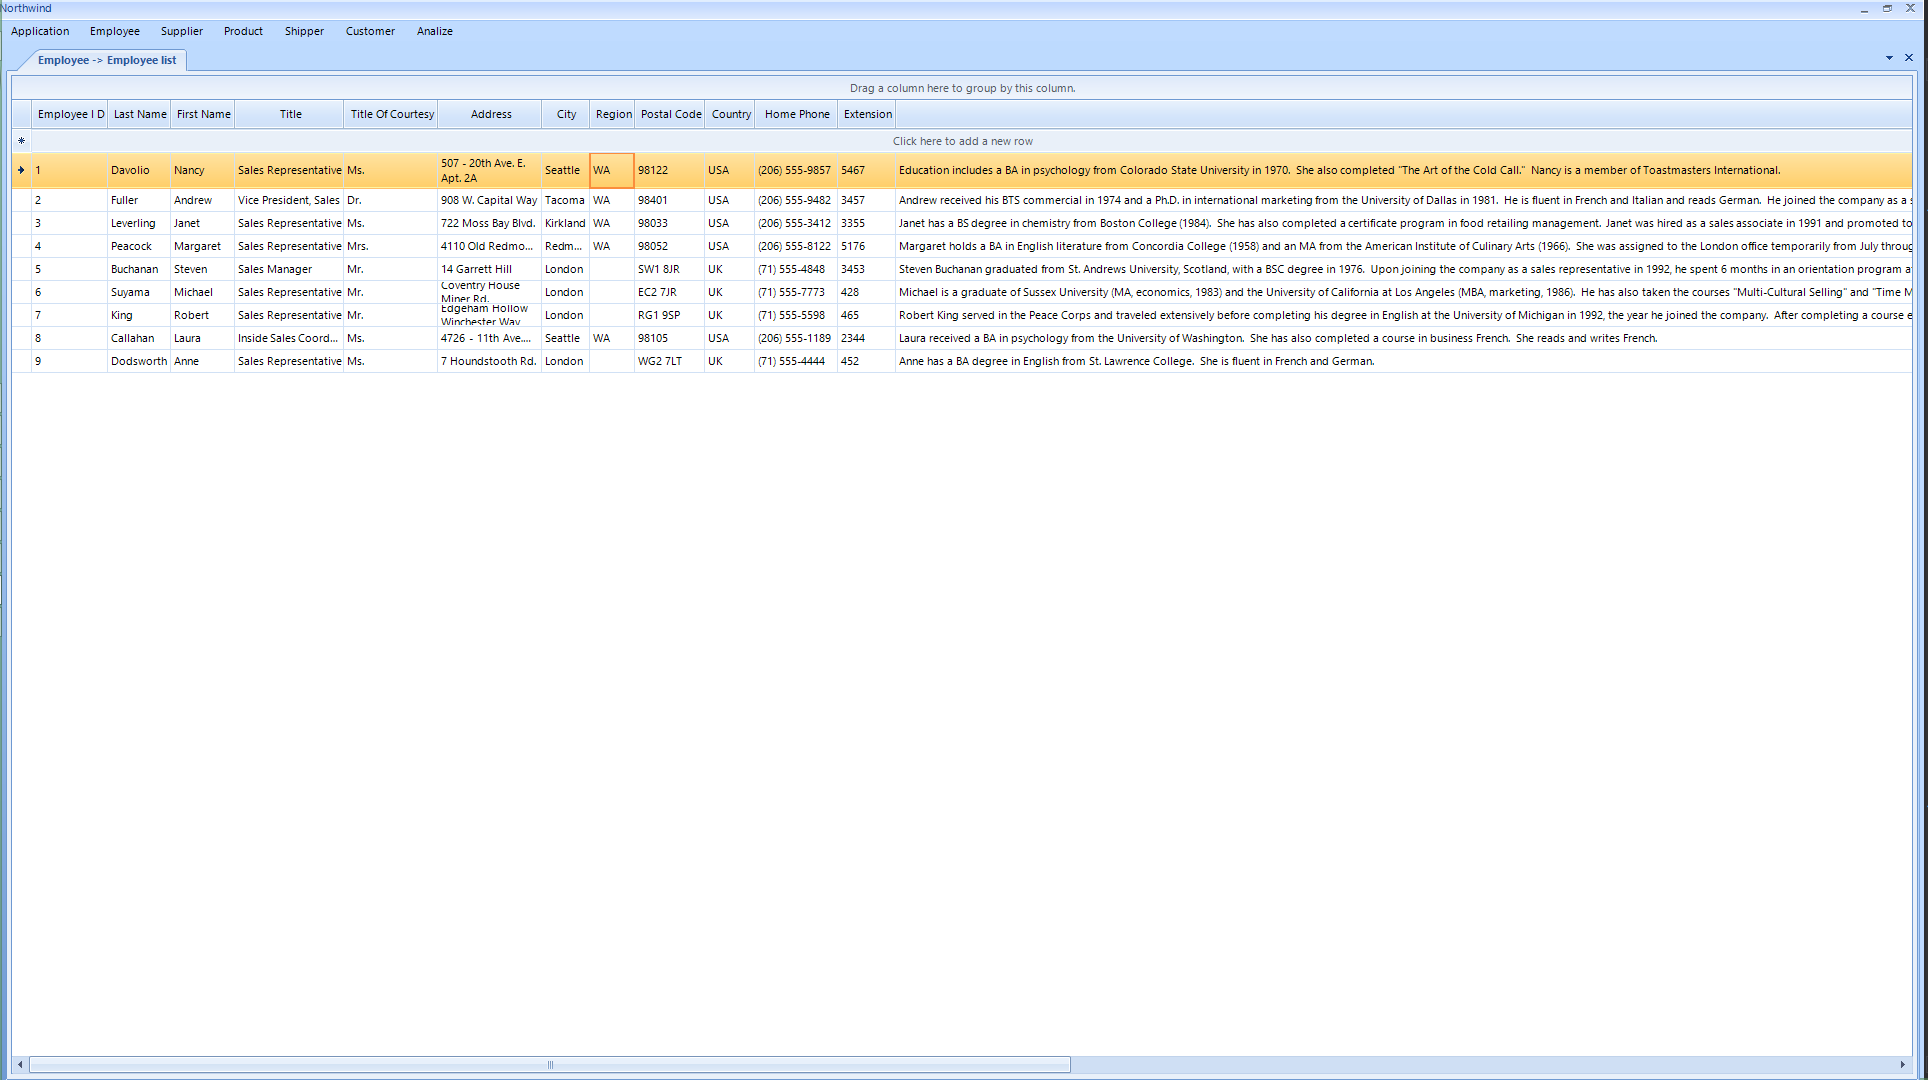 Northwind
Application Employee Supplier Product Shipper Customer Analize
Employee -> Employee list
Drag a column here to group by this column.
Employee I D Last Name First Name Title Title Of Courtesy Address City Region Postal Code Country Home Phone Extension
Click here to add a new row
1 Davolio Nancy Sales Representative Ms. 507 - 20th Ave. E. Apt. 2A Seattle WA 98122 USA (206) 555-9857 5467 Education includes a BA in psychology from Colorado State University in 1970. She also completed "The Art of the Cold Call." Nancy is a member of Toastmasters International.
2 Fuller Andrew Vice President, Sales Dr. 908 W. Capital Way Tacoma WA 98401 USA (206) 555-9482 3457 Andrew received his BTS commercial in 1974 and a Ph.D. in international marketing from the University of Dallas in 1981. He is fluent in French and Italian and reads German. He joined the company as a s
3 Leverling Janet Sales Representative Ms. 722 Moss Bay Blvd. Kirkland WA 98033 USA (206) 555-3412 3355 Janet has a BS degree in chemistry from Boston College (1984). She has also completed a certificate program in food retailing management. Janet was hired as a sales associate in 1991 and promoted to
4 Peacock Margaret Sales Representative Mrs. 4110 Old Redmo... Redm... WA 98052 USA (206) 555-8122 5176 Margaret holds a BA in English literature from Concordia College (1958) and an MA from the American Institute of Culinary Arts (1966). She was assigned to the London office temporarily from July throug
5 Buchanan Steven Sales Manager Mr. 14 Garrett Hill London SW1 8JR UK (71) 555-4848 3453 Steven Buchanan graduated from St. Andrews University, Scotland, with a BSC degree in 1976. Upon joining the company as a sales representative in 1992, he spent 6 months in an orientation program a
6 Suyama Michael Sales Representative Mr. Coventry House Miner Rd. London EC2 7JR UK (71) 555-7773 428 Michael is a graduate of Sussex University (MA, economics, 1983) and the University of California at Los Angeles (MBA, marketing, 1986). He has also taken the courses "Multi-Cultural Selling" and "Time M
7 King Robert Sales Representative Mr. Edgeham Hollow Winchester Way London RG1 9SP UK (71) 555-5598 465 Robert King served in the Peace Corps and traveled extensively before completing his degree in English at the University of Michigan in 1992, the year he joined the company. After completing a course e
8 Callahan Laura Inside Sales Coord... Ms. 4726 - 11th Ave.... Seattle WA 98105 USA (206) 555-1189 2344 Laura received a BA in psychology from the University of Washington. She has also completed a course in business French. She reads and writes French.
9 Dodsworth Anne Sales Representative Ms. 7 Houndstooth Rd. London WG2 7LT UK (71) 555-4444 452 Anne has a BA degree in English from St. Lawrence College. She is fluent in French and German.